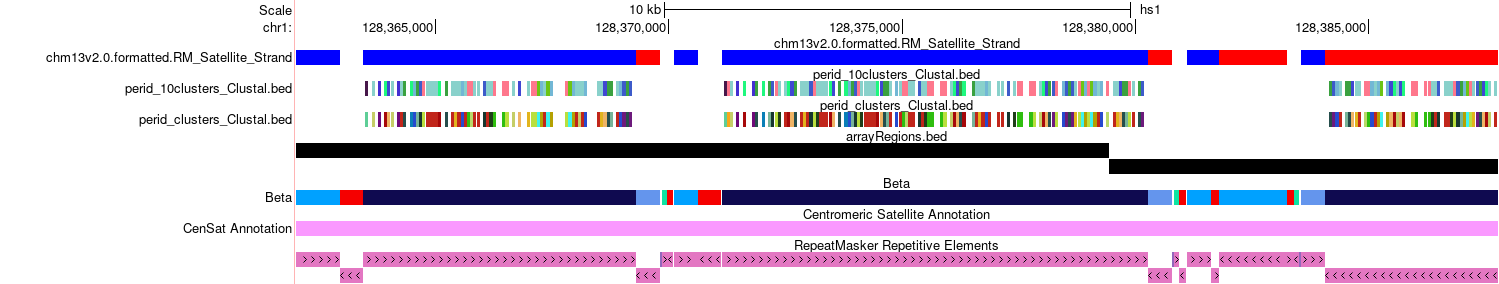 Scale 10 kb hs1
chr1: 128,365,000 128,370,000 128,375,000 128,380,000 128,385,000
chm13v2.0.formatted.RM_Satellite_Strand
chm13v2.0.formatted.RM_Satellite_Strand
perid_10clusters_Clustal.bed
perid_10clusters_Clustal.bed
perid_clusters_Clustal.bed
perid_clusters_Clustal.bed
arrayRegions.bed
Beta
Beta
Centromeric Satellite Annotation
CenSat Annotation
RepeatMasker Repetitive Elements